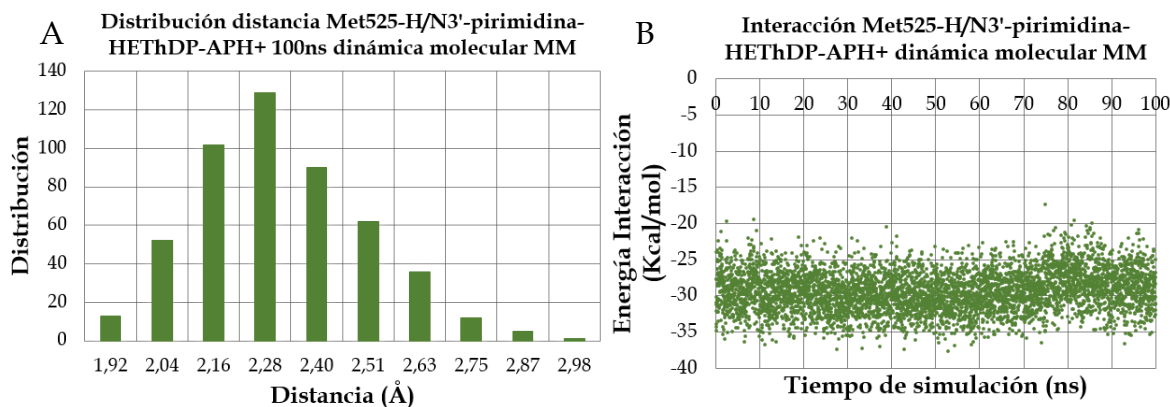 A
Distribución distancia Met525-H/N3'-pirimidina-
HEThDP-APH+ 100ns dinámica molecular MM
Distribución
140
120
100
80
60
40
20
0
1,92 2,04 2,16 2,28 2,40 2,51 2,63 2,75 2,87 2,98
Distancia (Å)
B
Interacción Met525-H/N3'-pirimidina-
HEThDP-APH+ dinámica molecular MM
Energía Interacción
(Kcal/mol)
0
0 10 20 30 40 50 60 70 80 90 100
-5
-10
-15
-20
-25
-30
-35
-40
Tiempo de simulación (ns)